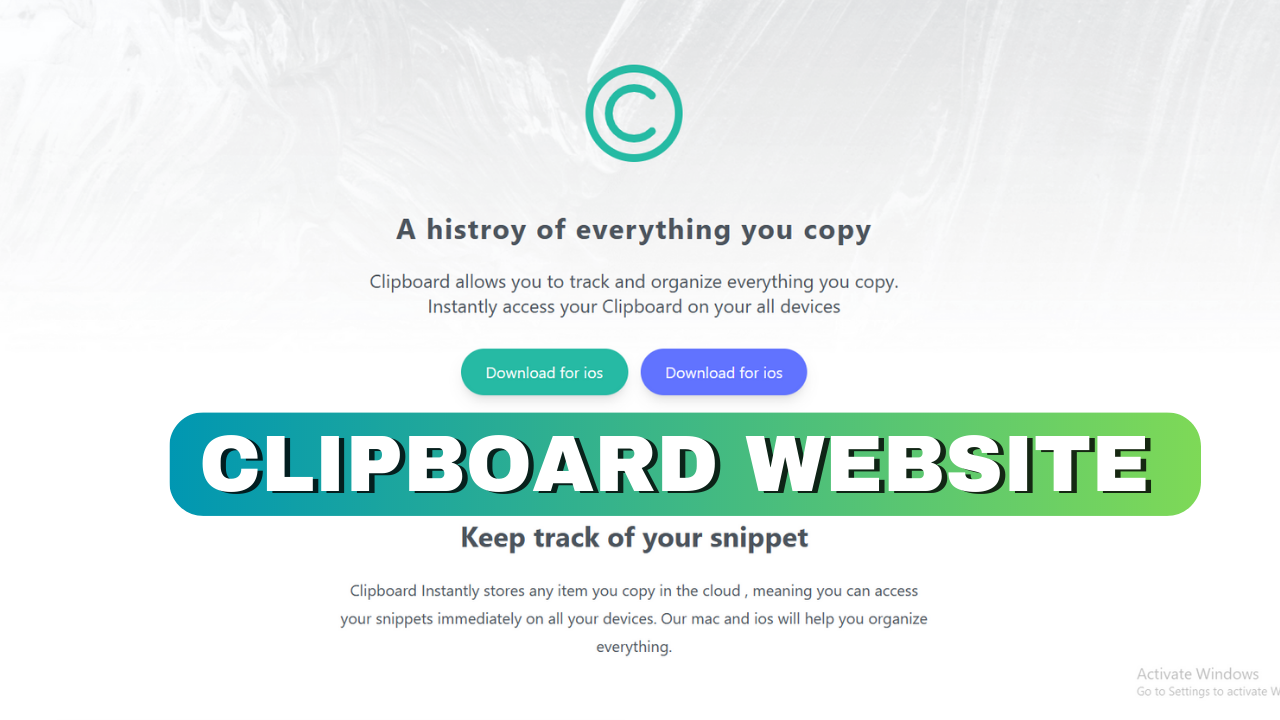 A histroy of everything you copy
Clipboard allows you to track and organize everything you copy.
Instantly access your Clipboard on your all devices
Download for ios
Download for ios
CLIPBOARD WEBSITE
Keep track of your snippet
Clipboard Instantly stores any item you copy in the cloud , meaning you can access
your snippets immediately on all your devices. Our mac and ios will help you organize
everything.
Activate Windows
Go to Settings to activate W